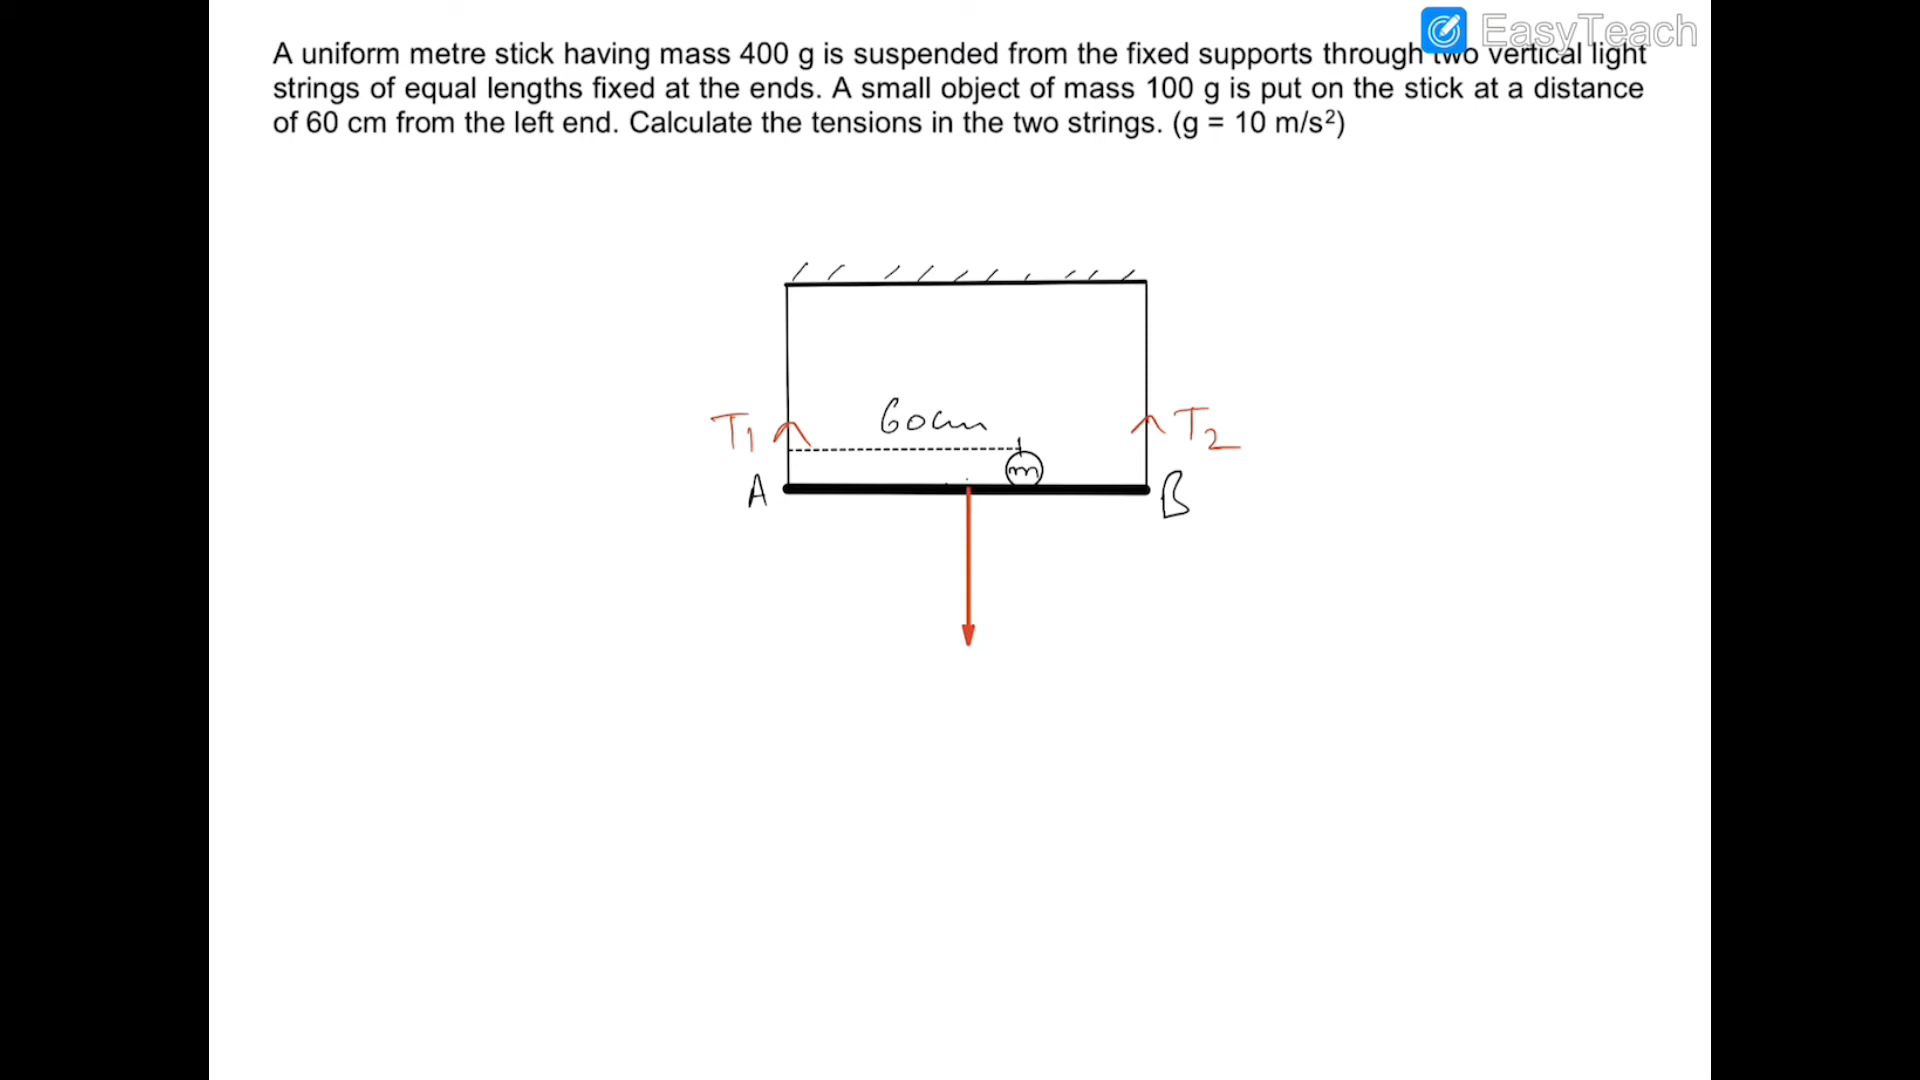 EasyTeach
A uniform metre stick having mass 400 g is suspended from the fixed supports through two vertical light
strings of equal lengths fixed at the ends. A small object of mass 100 g is put on the stick at a distance
of 60 cm from the left end. Calculate the tensions in the two strings. (g = 10 m/s²)
60cm
T1
T2
m
A
B